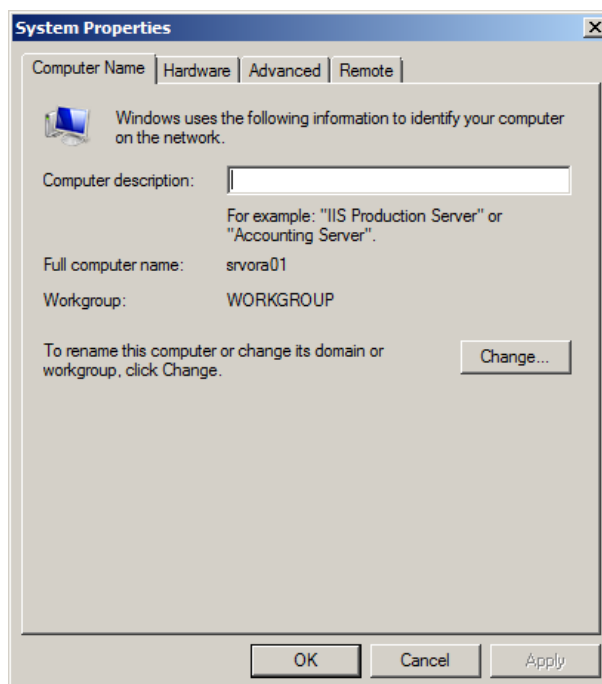 System Properties
Computer Name Hardware Advanced Remote
Windows uses the following information to identify your computer
on the network.
Computer description:
For example: "IIS Production Server" or
"Accounting Server".
Full computer name: srvora01
Workgroup: WORKGROUP
To rename this computer or change its domain or
workgroup, click Change.
Change...
OK Cancel Apply